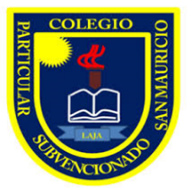 COLEGIO
PARTICULAR
SUBVENCIONADO
SAN MAURICIO
LAJA